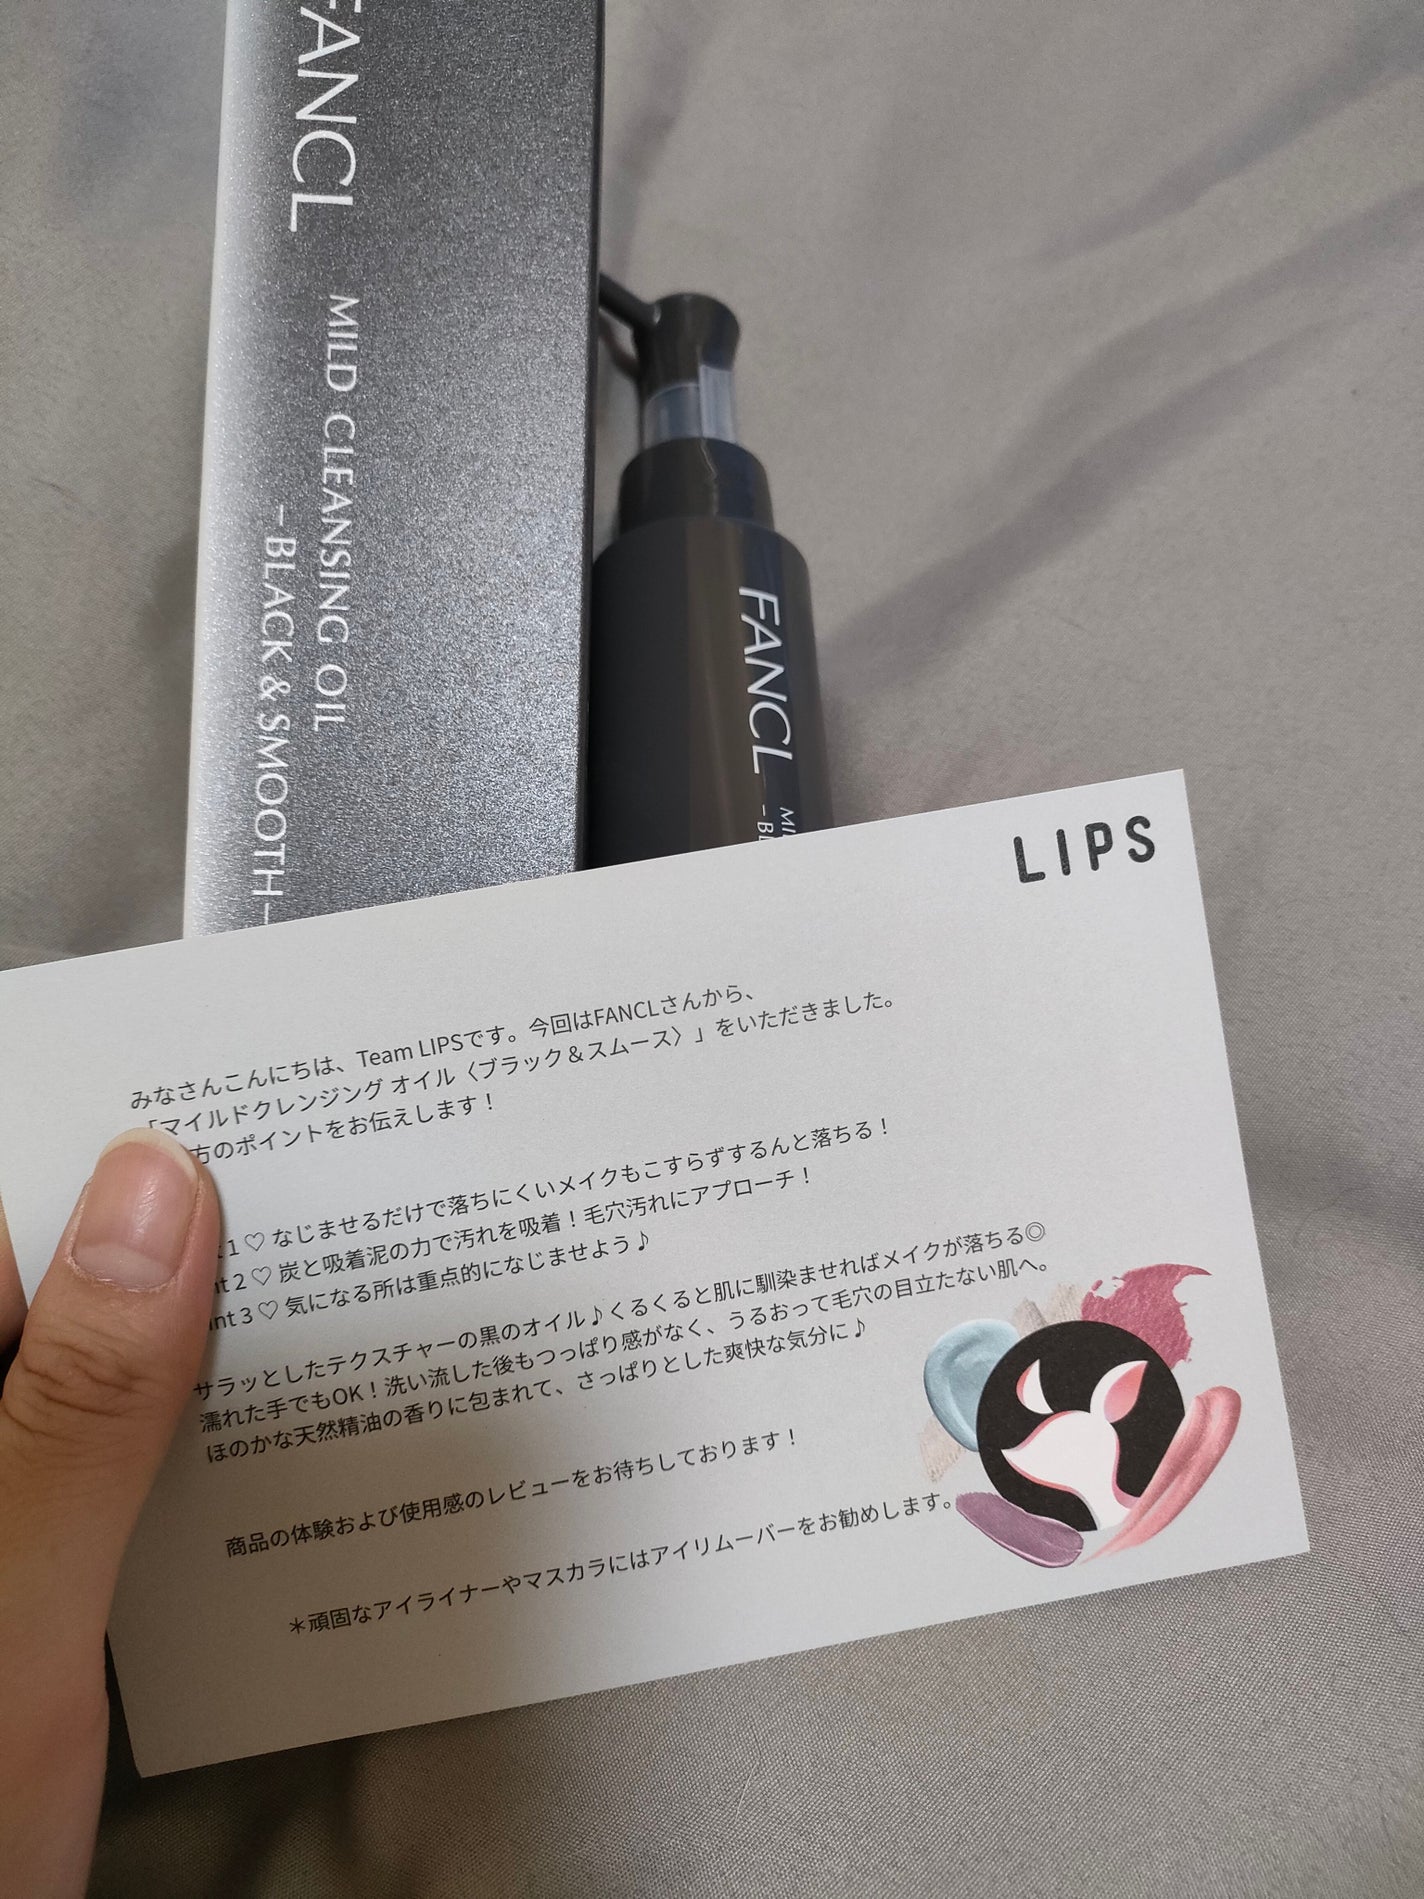 FANCL
MILD CLEANSING OIL
-BLACK & SMOOTH-
FANCL
LIPS
みなさんこんにちは、Team LIPSです。今回はFANCLさんから、
「マイルドクレンジング オイル〈ブラック&スムース〉」をいただきました。
方のポイントをお伝えします！
1♡ なじませるだけで落ちにくいメイクもこすらずするんと落ちる！
nt 2♡ 炭と吸着泥の力で汚れを吸着！毛穴汚れにアプローチ！
int 3♡ 気になる所は重点的になじませよう♪
サラッとしたテクスチャーの黒のオイル♪くるくると肌に馴染ませればメイクが落ちる◎
濡れた手でもOK！洗い流した後もつっぱり感がなく、うるおって毛穴の目立たない肌へ。
ほのかな天然精油の香りに包まれて、さっぱりとした爽快な気分に♪
商品の体験および使用感のレビューをお待ちしております！
＊頑固なアイライナーやマスカラにはアイリムーバーをお勧めします。